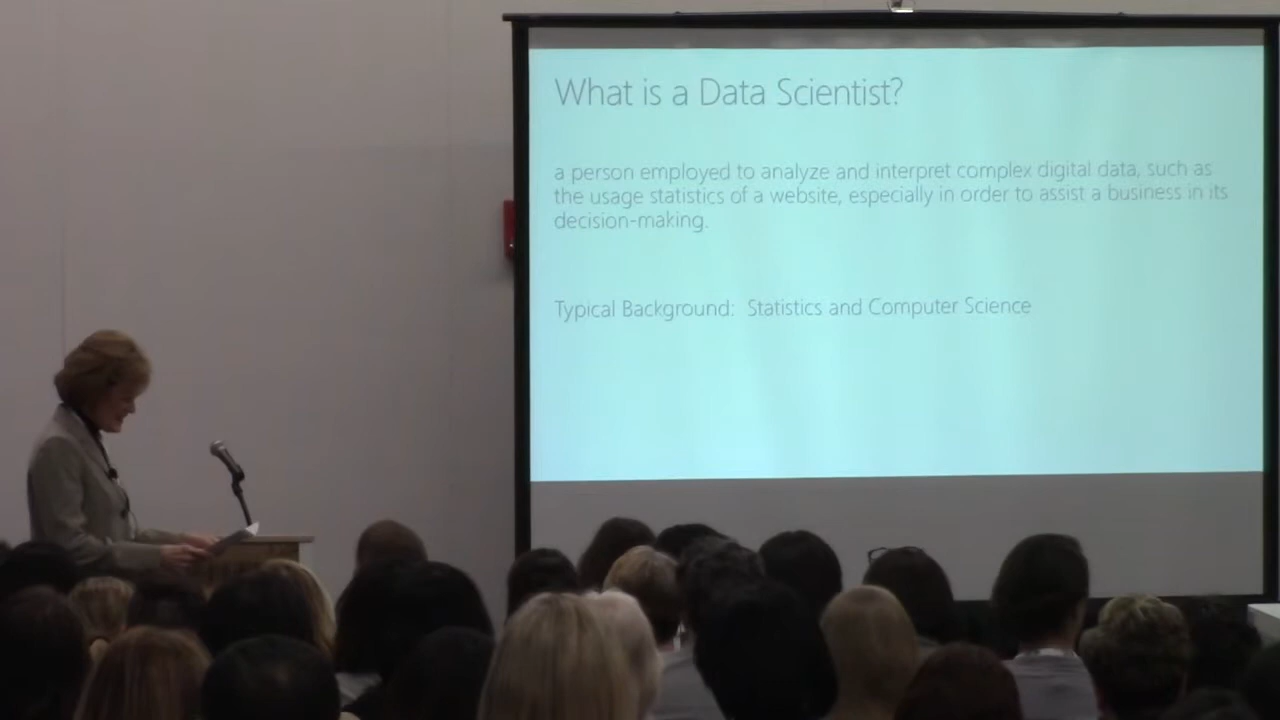 What is a Data Scientist?
a person employed to analyze and interpret complex digital data, such as
the usage statistics of a website, especially in order to assist a business in its
decision-making.
Typical Background: Statistics and Computer Science